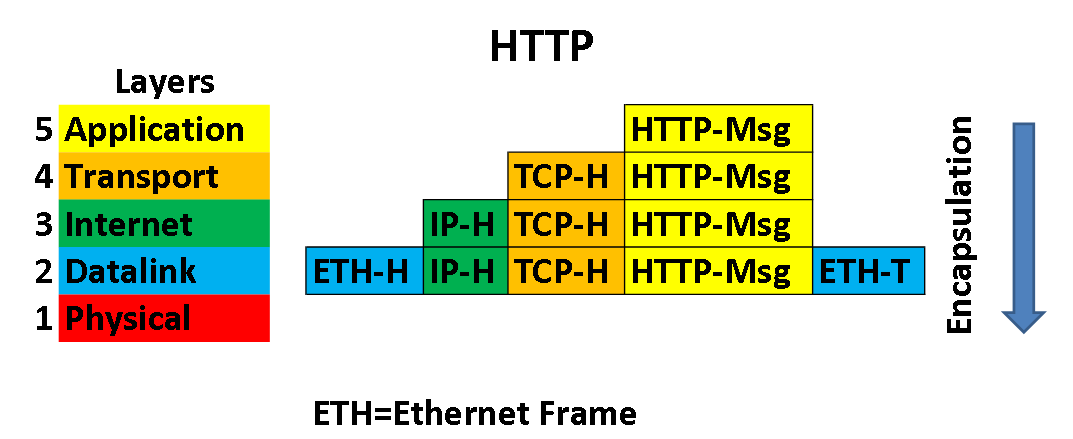 HTTP
Layers
5 Application HTTP-Msg
4 Transport TCP-H HTTP-Msg
3 Internet IP-H TCP-H HTTP-Msg
2 Datalink ETH-H IP-H TCP-H HTTP-Msg ETH-T
1 Physical
Encapsulation
ETH=Ethernet Frame